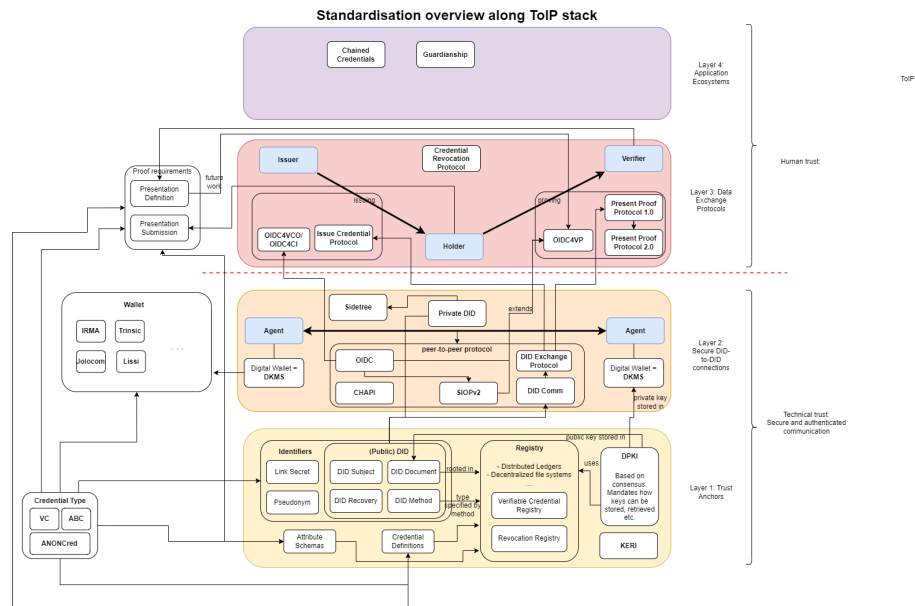 Standardisation overview along ToIP stack
Chained
Credentials
Guardianship
Layer 4:
Application
Ecosystems
ToIP
Human trust:
Proof requirements
Presentation
Definition
Presentation
Submission
future
work
Issuer
Credential
Revocation
Protocol
Verifier
issuing
proving
OIDC4VCO/
OIDC4CI
Issue Credential
Protocol
Holder
OIDC4VP
Present Proof
Protocol 1.0
Present Proof
Protocol 2.0
Layer 3: Data
Exchange
Protocols
Wallet
IRMA
Trinsic
Jolocom
Lissi
. . .
Sidetree
Private DID
extends
Agent
Agent
peer-to-peer protocol
Digital Wallet =
DKMS
OIDC
DID Exchange
Protocol
CHAPI
SIOPv2
DID Comm
Digital Wallet =
DKMS
private key
stored in
Layer 2:
Secure DID-
to-DID
connections
Technical trust:
Secure and authenticated
communication
public key stored in
Identifiers
(Public) DID
Registry
DPKI
Link Secret
DID Subject
DID Document
rooted in
- Distributed Ledgers
- Decentralized file systems
....
uses
Based on
consensus.
Mandates how
keys can be
stored, retrieved
etc.
Pseudonym
DID Recovery
DID Method
type
specified by
method
Verifiable Credential
Registry
Revocation Registry
KERI
Layer 1: Trust
Anchors
Credential Type
VC
ABC
ANONCred
Attribute
Schemas
Credential
Definitions